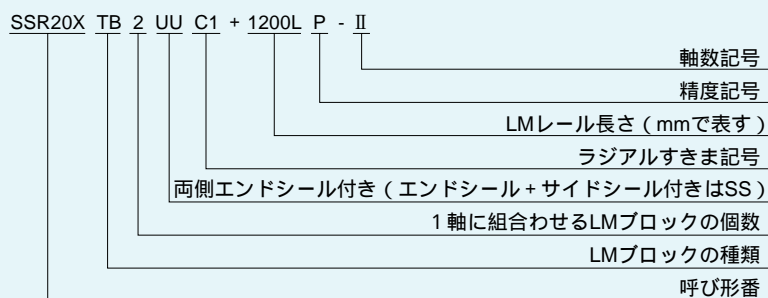 SSR20X TB 2 UU C1 + 1200L P - Ⅱ
軸数記号
精度記号
LMレール長さ（mmで表す）
ラジアルすきま記号
両側エンドシール付き（エンドシール+サイドシール付きはSS）
1軸に組合わせるLMブロックの個数
LMブロックの種類
呼び形番